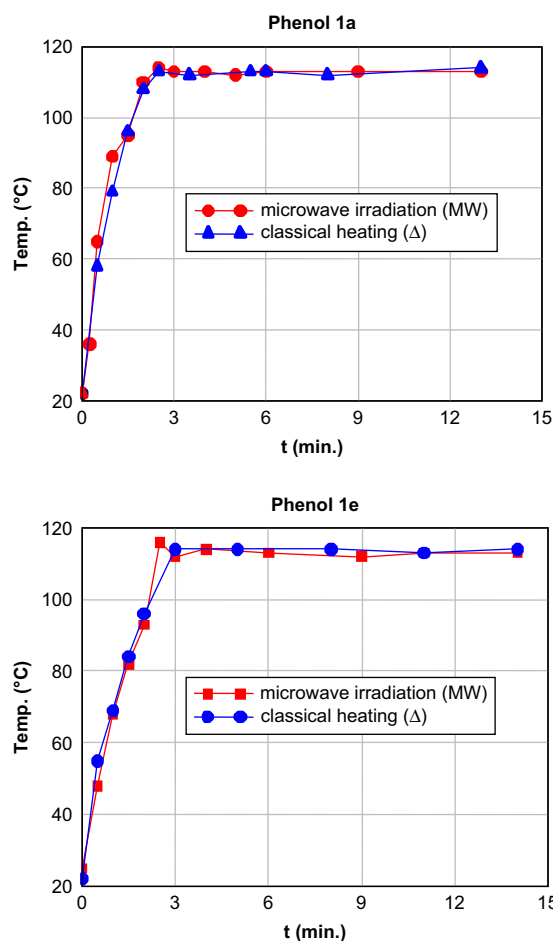 Phenol 1a
120
100
80
60
40
20
Temp. (°C)
microwave irradiation (MW)
classical heating (Δ)
0 3 6 9 12 15
t (min.)
Phenol 1e
120
100
80
60
40
20
Temp. (°C)
microwave irradiation (MW)
classical heating (Δ)
0 3 6 9 12 15
t (min.)